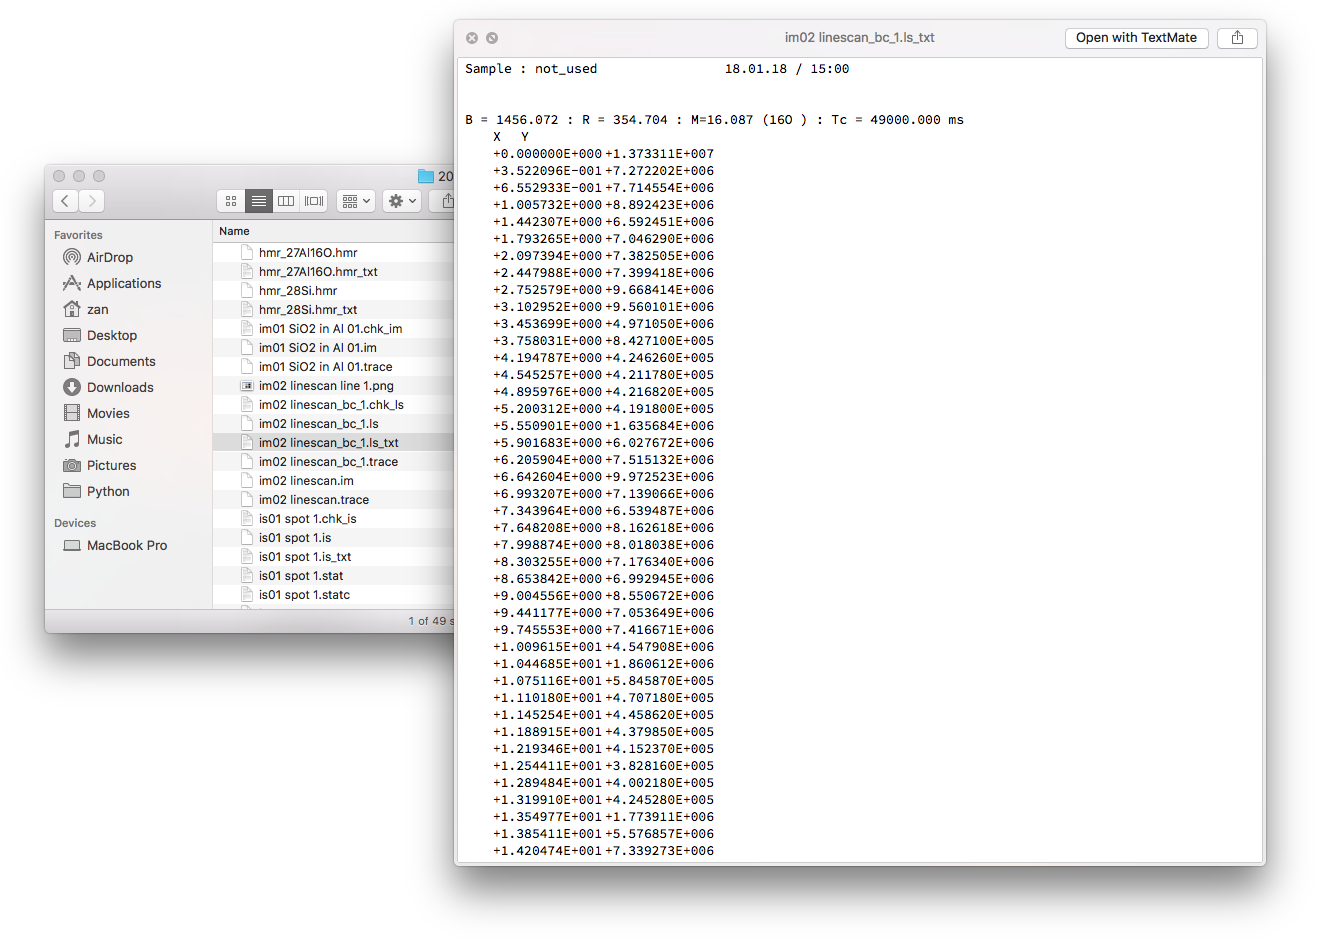 im02 linescan_bc_1.ls_txt
Open with TextMate
Sample : not_used 18.01.18 / 15:00
B = 1456.072 : R = 354.704 : M=16.087 (16O ) : Tc = 49000.000 ms
X Y
+0.000000E+000 +1.373311E+007
+3.522096E-001 +7.272202E+006
+6.552933E-001 +7.714554E+006
+1.005732E+000 +8.892423E+006
+1.442307E+000 +6.592451E+006
+1.793265E+000 +7.046290E+006
+2.097394E+000 +7.382505E+006
+2.447988E+000 +7.399418E+006
+2.752579E+000 +9.668414E+006
+3.102952E+000 +9.560101E+006
+3.453699E+000 +4.971050E+006
+3.758031E+000 +8.427100E+005
+4.194787E+000 +4.246260E+005
+4.545257E+000 +4.211780E+005
+4.895976E+000 +4.216820E+005
+5.200312E+000 +4.191800E+005
+5.550901E+000 +1.635684E+006
+5.901683E+000 +6.027672E+006
+6.205904E+000 +7.515132E+006
+6.642604E+000 +9.972523E+006
+6.993207E+000 +7.139066E+006
+7.343964E+000 +6.539487E+006
+7.648208E+000 +8.162618E+006
+7.998874E+000 +8.018038E+006
+8.303255E+000 +7.176340E+006
+8.653842E+000 +6.992945E+006
+9.004556E+000 +8.550672E+006
+9.441177E+000 +7.053649E+006
+9.745553E+000 +7.416671E+006
+1.009615E+001 +4.547908E+006
+1.044685E+001 +1.860612E+006
+1.075116E+001 +5.845870E+005
+1.110180E+001 +4.707180E+005
+1.145254E+001 +4.458620E+005
+1.188915E+001 +4.379850E+005
+1.219346E+001 +4.152370E+005
+1.254411E+001 +3.828160E+005
+1.289484E+001 +4.002180E+005
+1.319910E+001 +4.245280E+005
+1.354977E+001 +1.773911E+006
+1.385411E+001 +5.576857E+006
+1.420474E+001 +7.339273E+006
20
Favorites
AirDrop
Applications
zan
Desktop
Documents
Downloads
Movies
Music
Pictures
Python
Devices
MacBook Pro
Name
hmr_27Al16O.hmr
hmr_27Al16O.hmr_txt
hmr_28Si.hmr
hmr_28Si.hmr_txt
im01 SiO2 in Al 01.chk_im
im01 SiO2 in Al 01.im
im01 SiO2 in Al 01.trace
im02 linescan line 1.png
im02 linescan_bc_1.chk_ls
im02 linescan_bc_1.ls
im02 linescan_bc_1.ls_txt
im02 linescan_bc_1.trace
im02 linescan.im
im02 linescan.trace
is01 spot 1.chk_is
is01 spot 1.is
is01 spot 1.is_txt
is01 spot 1.stat
is01 spot 1.statc
1 of 49 s